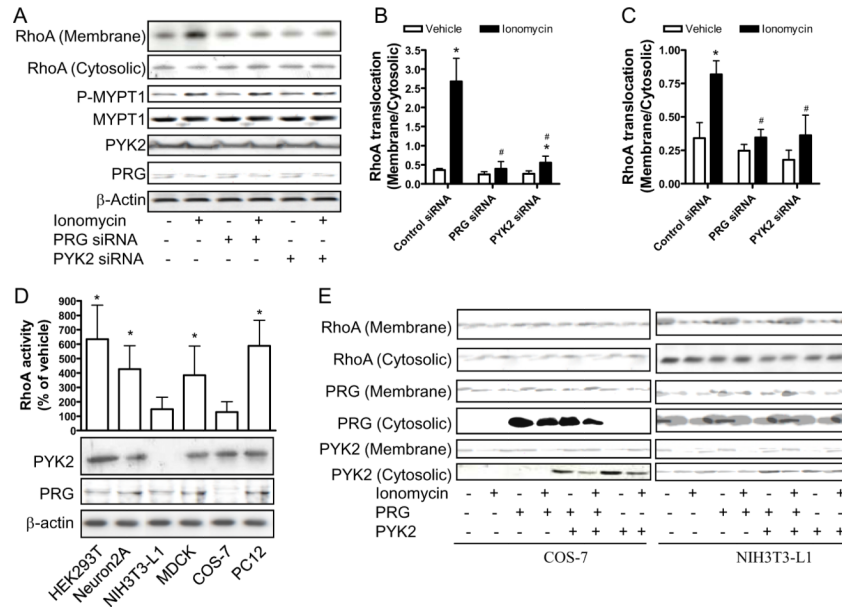 A
RhoA (Membrane)
RhoA (Cytosolic)
P-MYPT1
MYPT1
PYK2
PRG
β-Actin
Ionomycin - + - + - +
PRG siRNA - - + + - -
PYK2 siRNA - - - - + +
B
Vehicle Ionomycin
RhoA translocation
(Membrane/Cytosolic)
3.5
3.0
2.5
2.0
1.5
1.0
0.5
0.0
*
#
#
*
Control siRNA
PRG siRNA
PYK2 siRNA
C
Vehicle Ionomycin
RhoA translocation
(Membrane/Cytosolic)
1.00
0.75
0.50
0.25
0.00
*
#
#
Control siRNA
PRG siRNA
PYK2 siRNA
D
RhoA activity
(% of vehicle)
900
800
700
600
500
400
300
200
100
0
* * * *
PYK2
PRG
β-actin
HEK293T
Neuron2A
NIH3T3-L1
MDCK
COS-7
PC12
E
RhoA (Membrane)
RhoA (Cytosolic)
PRG (Membrane)
PRG (Cytosolic)
PYK2 (Membrane)
PYK2 (Cytosolic)
Ionomycin - + - + - + - + - + - + - + - +
PRG - - + + + + - - - - + + + + - -
PYK2 - - - - + + + + - - - - + + + +
COS-7 NIH3T3-L1